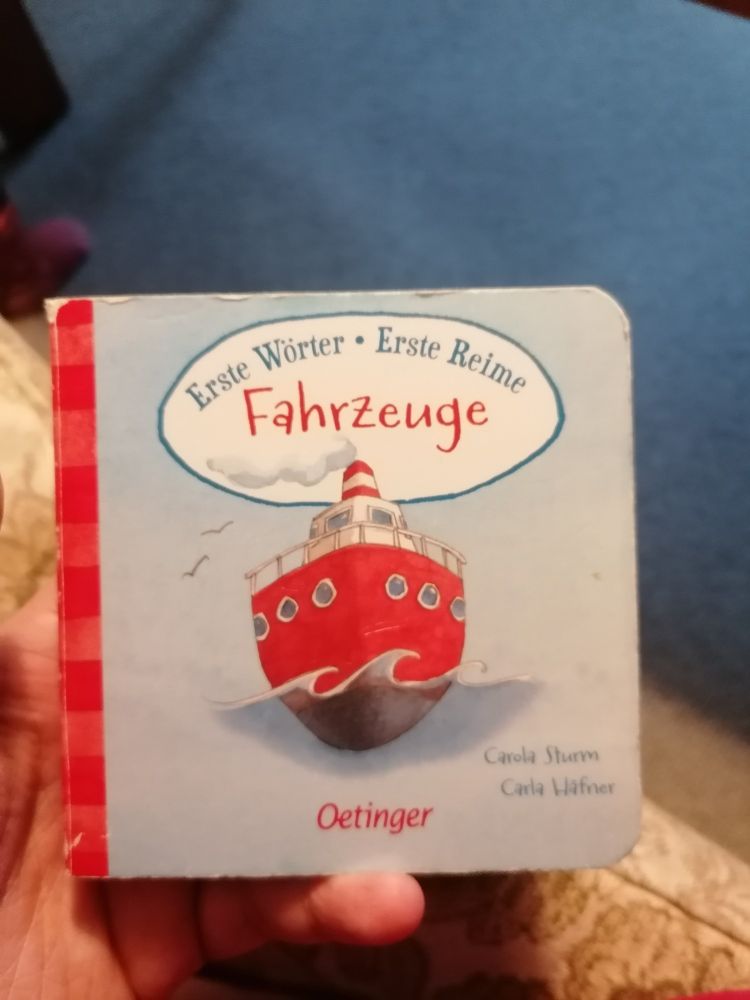 Erste Wörter • Erste Reime
Fahrzeuge
Carola Sturm
Carla Häfner
Oetinger